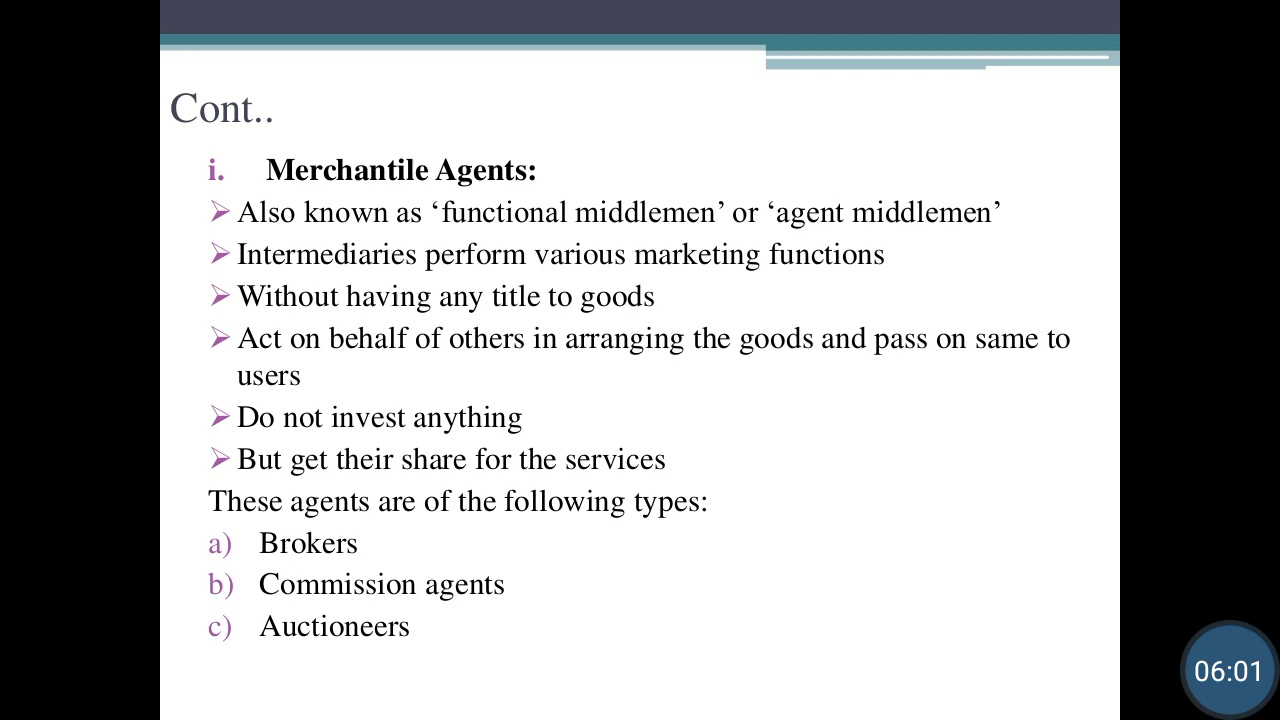 Cont..
i. Merchantile Agents:
➢Also known as ‘functional middlemen’ or ‘agent middlemen’
➢Intermediaries perform various marketing functions
➢Without having any title to goods
➢Act on behalf of others in arranging the goods and pass on same to
users
➢Do not invest anything
➢But get their share for the services
These agents are of the following types:
a) Brokers
b) Commission agents
c) Auctioneers
06:01